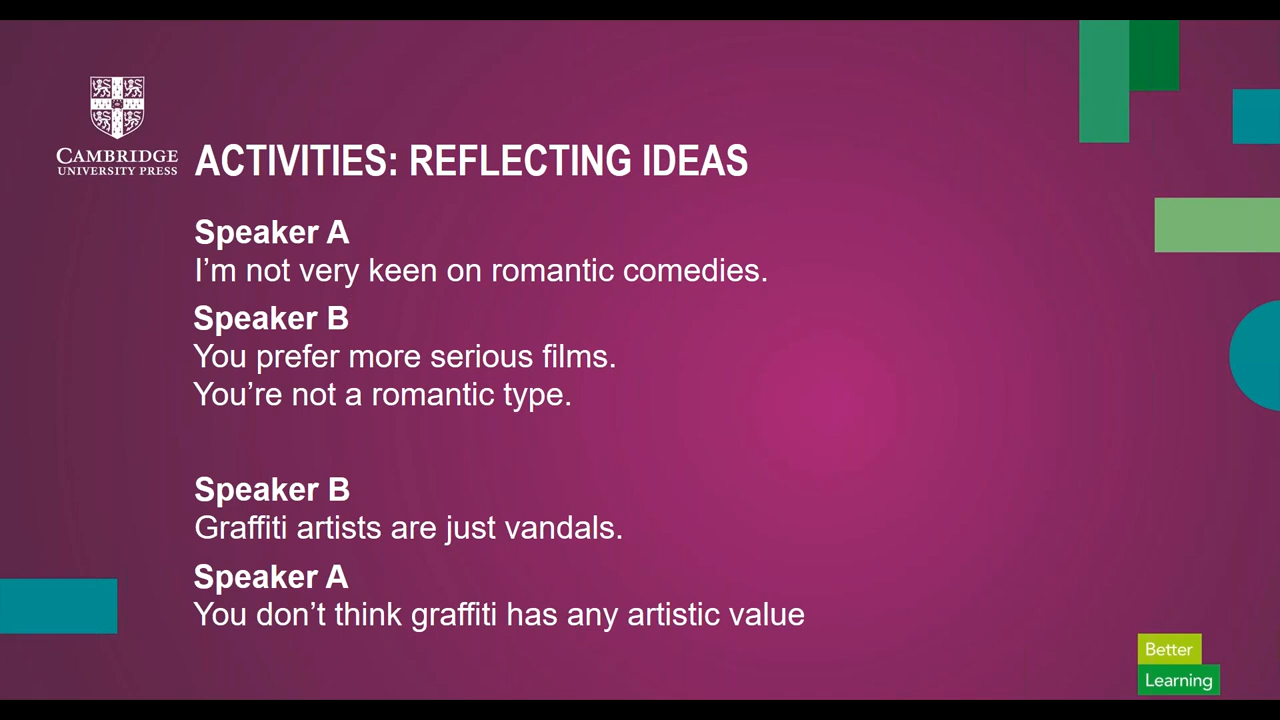 CAMBRIDGE
UNIVERSITY PRESS
ACTIVITIES: REFLECTING IDEAS
Speaker A
I’m not very keen on romantic comedies.
Speaker B
You prefer more serious films.
You’re not a romantic type.
Speaker B
Graffiti artists are just vandals.
Speaker A
You don’t think graffiti has any artistic value
Better
Learning